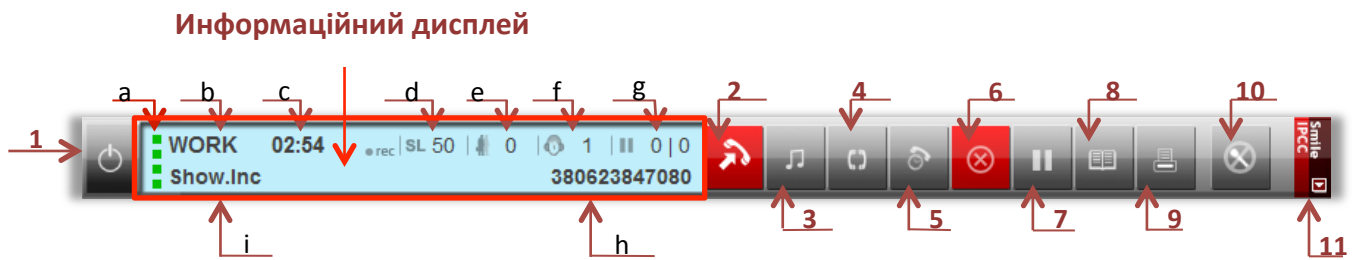 Информаційний дисплей
a b c d e f g 2 4 6 8 10
1
WORK 02:54 rec SL 50 0 1 0|0
Show.Inc 380623847080
Smile IPCC
3 5 7 9 11
i h